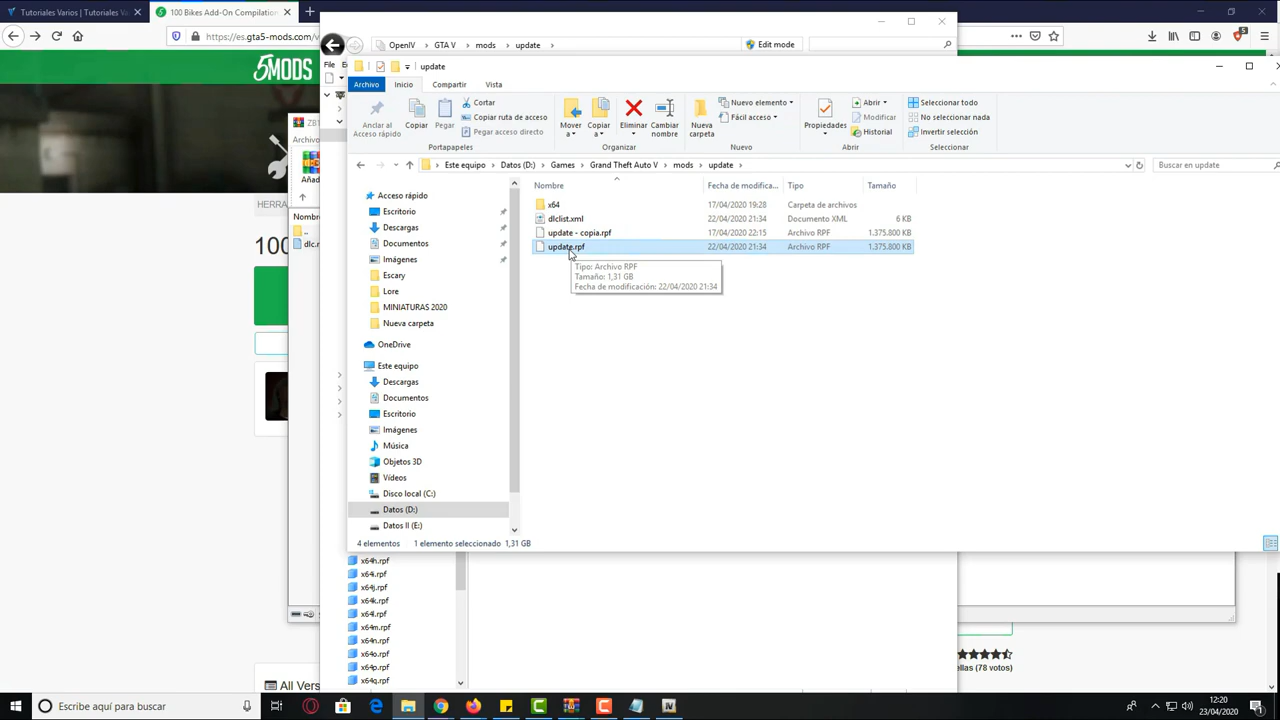 Tutoriales Varios | Tutoriales Va
100 Bikes Add-On Compilation
https://es.gta5-mods.com/v
5MODS
HERRA
100
All Vers
ellas (78 votos)
ZB1
Archivo
Añad
Nombre
..
dlc.r
OpenIV
GTA V
mods
update
Edit mode
File
update
Archivo
Inicio
Compartir
Vista
Anclar al
Acceso rápido
Copiar
Pegar
Cortar
Copiar ruta de acceso
Pegar acceso directo
Portapapeles
Mover
a
Copiar
a
Eliminar
Cambiar
nombre
Organizar
Nueva
carpeta
Nuevo elemento
Fácil acceso
Nuevo
Propiedades
Abrir
Modificar
Historial
Abrir
Seleccionar todo
No seleccionar nada
Invertir selección
Seleccionar
Este equipo
Datos (D:)
Games
Grand Theft Auto V
mods
update
Buscar en update
Acceso rápido
Escritorio
Descargas
Documentos
Imágenes
Escary
Lore
MINIATURAS 2020
Nueva carpeta
OneDrive
Este equipo
Descargas
Documentos
Escritorio
Imágenes
Música
Objetos 3D
Vídeos
Disco local (C:)
Datos (D:)
Datos II (E:)
Nombre
Fecha de modifica...
Tipo
Tamaño
x64
17/04/2020 19:28
Carpeta de archivos
dlclist.xml
22/04/2020 21:34
Documento XML
6 KB
update - copia.rpf
17/04/2020 22:15
Archivo RPF
1.375.800 KB
update.rpf
22/04/2020 21:34
Archivo RPF
1.375.800 KB
Tipo: Archivo RPF
Tamaño: 1,31 GB
Fecha de modificación: 22/04/2020 21:34
4 elementos
1 elemento seleccionado 1,31 GB
x64h.rpf
x64i.rpf
x64j.rpf
x64k.rpf
x64l.rpf
x64m.rpf
x64n.rpf
x64o.rpf
x64p.rpf
x64q.rpf
Escribe aquí para buscar
12:20
23/04/2020